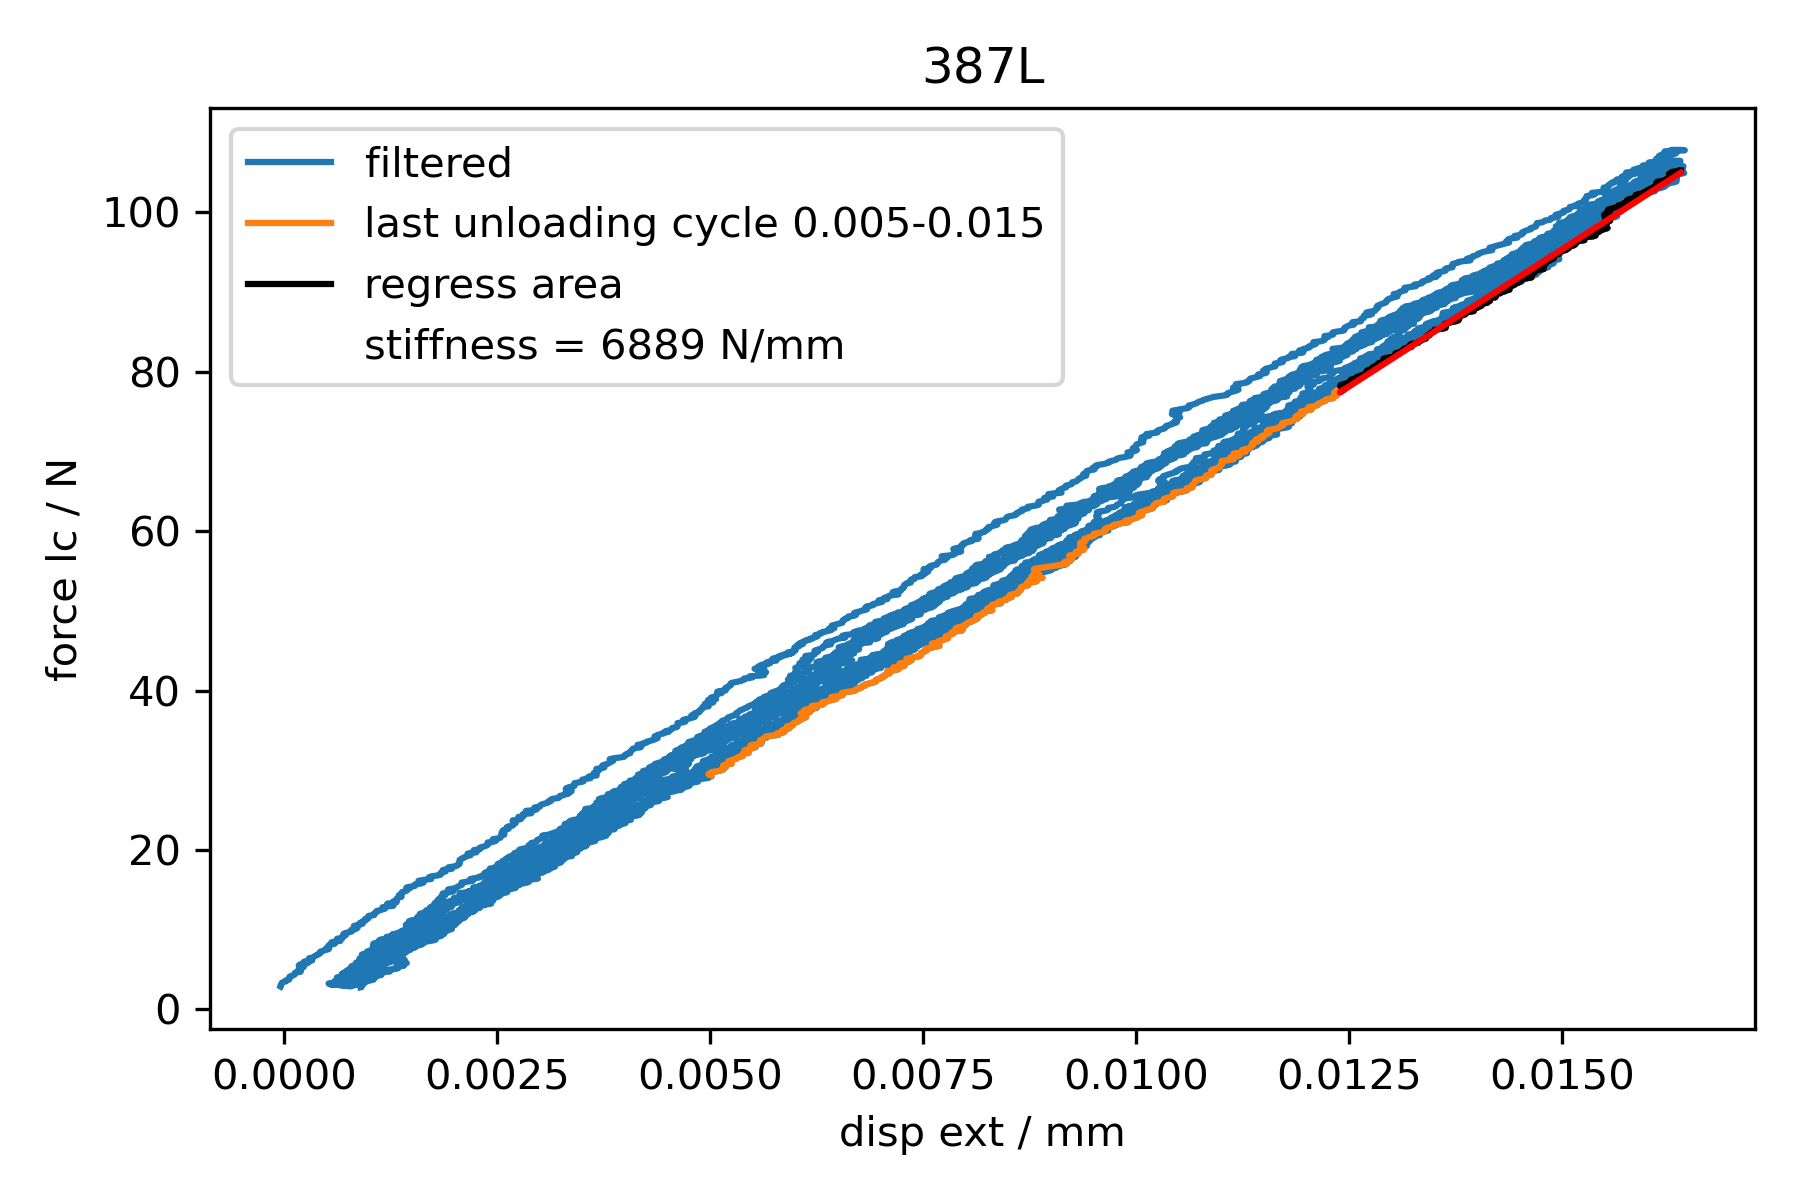 387L
filtered
last unloading cycle 0.005-0.015
regress area
stiffness = 6889 N/mm
force lc / N
100
80
60
40
20
0
0.0000 0.0025 0.0050 0.0075 0.0100 0.0125 0.0150
disp ext / mm